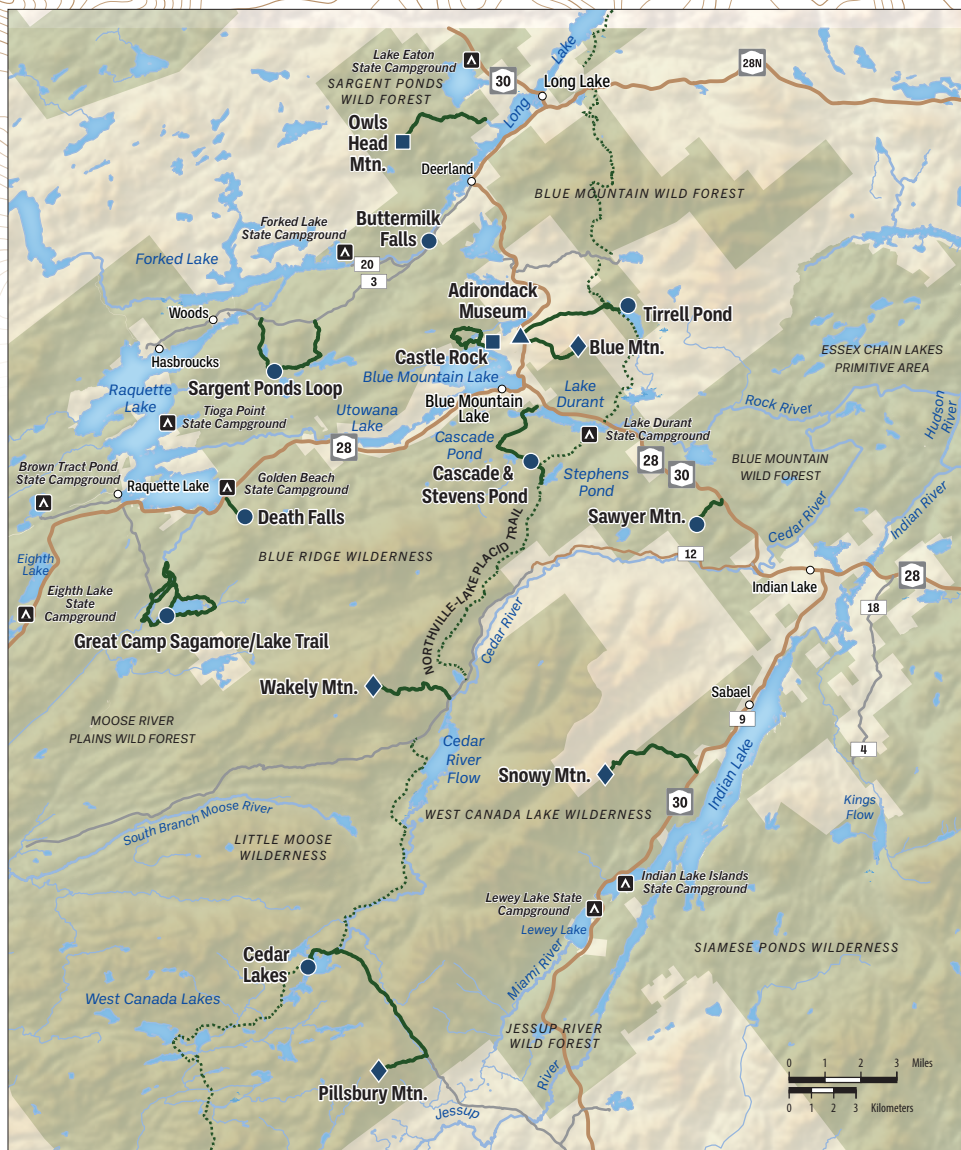 Lake Eaton
State Campground
SARGENT PONDS
WILD FOREST
30
Lake
Long
Long Lake
28N
Owls
Head
Mtn.
Deerland
BLUE MOUNTAIN WILD FOREST
Buttermilk
Falls
Forked Lake
State Campground
Forked Lake
20
3
Adirondack
Museum
Tirrell Pond
Woods
Hasbroucks
Castle Rock
Blue Mtn.
ESSEX CHAIN LAKES
PRIMITIVE AREA
Sargent Ponds Loop
Blue Mountain Lake
Raquette
Lake
Tioga Point
State Campground
Utowana
Lake
Blue Mountain
Lake
Lake
Durant
Rock River
Hudson
River
28
Cascade
Pond
Lake Durant
State Campground
28
30
BLUE MOUNTAIN
WILD FOREST
Brown Tract Pond
State Campground
Raquette Lake
Golden Beach
State Campground
Cascade &
Stevens Pond
Stephens
Pond
Death Falls
Sawyer Mtn.
Cedar River
Indian River
BLUE RIDGE WILDERNESS
NORTHVILLE-LAKE PLACID TRAIL
12
Eighth
Lake
Eighth Lake
State
Campground
Indian Lake
28
18
Great Camp Sagamore/Lake Trail
Cedar River
Wakely Mtn.
Sabael
9
MOOSE RIVER
PLAINS WILD FOREST
Cedar
River
Flow
4
Snowy Mtn.
Indian Lake
30
WEST CANADA LAKE WILDERNESS
Kings
Flow
South Branch Moose River
LITTLE MOOSE
WILDERNESS
Indian Lake Islands
State Campground
Lewey Lake State
Campground
Lewey Lake
SIAMESE PONDS WILDERNESS
Cedar
Lakes
Miami River
West Canada Lakes
JESSUP RIVER
WILD FOREST
Pillsbury Mtn.
Jessup
River
0 1 2 3 Miles
0 1 2 3 Kilometers